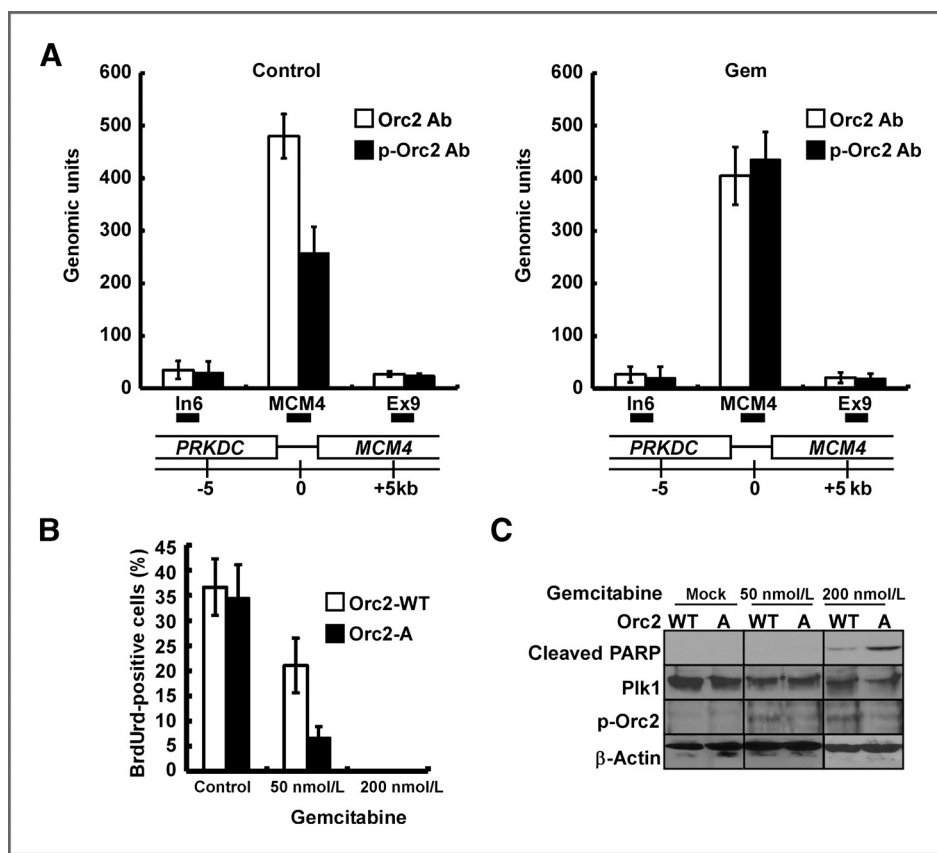 A
Control
600
500
400
300
200
100
0
Genomic units
Orc2 Ab
p-Orc2 Ab
In6 MCM4 Ex9
PRKDC MCM4
-5 0 +5kb
Gem
600
500
400
300
200
100
0
Genomic units
Orc2 Ab
p-Orc2 Ab
In6 MCM4 Ex9
PRKDC MCM4
-5 0 +5kb
B
BrdUrd-positive cells (%)
45
40
35
30
25
20
15
10
5
0
Orc2-WT
Orc2-A
Control 50 nmol/L 200 nmol/L
Gemcitabine
C
Gemcitabine Mock 50 nmol/L 200 nmol/L
Orc2 WT A WT A WT A
Cleaved PARP
Plk1
p-Orc2
β-Actin